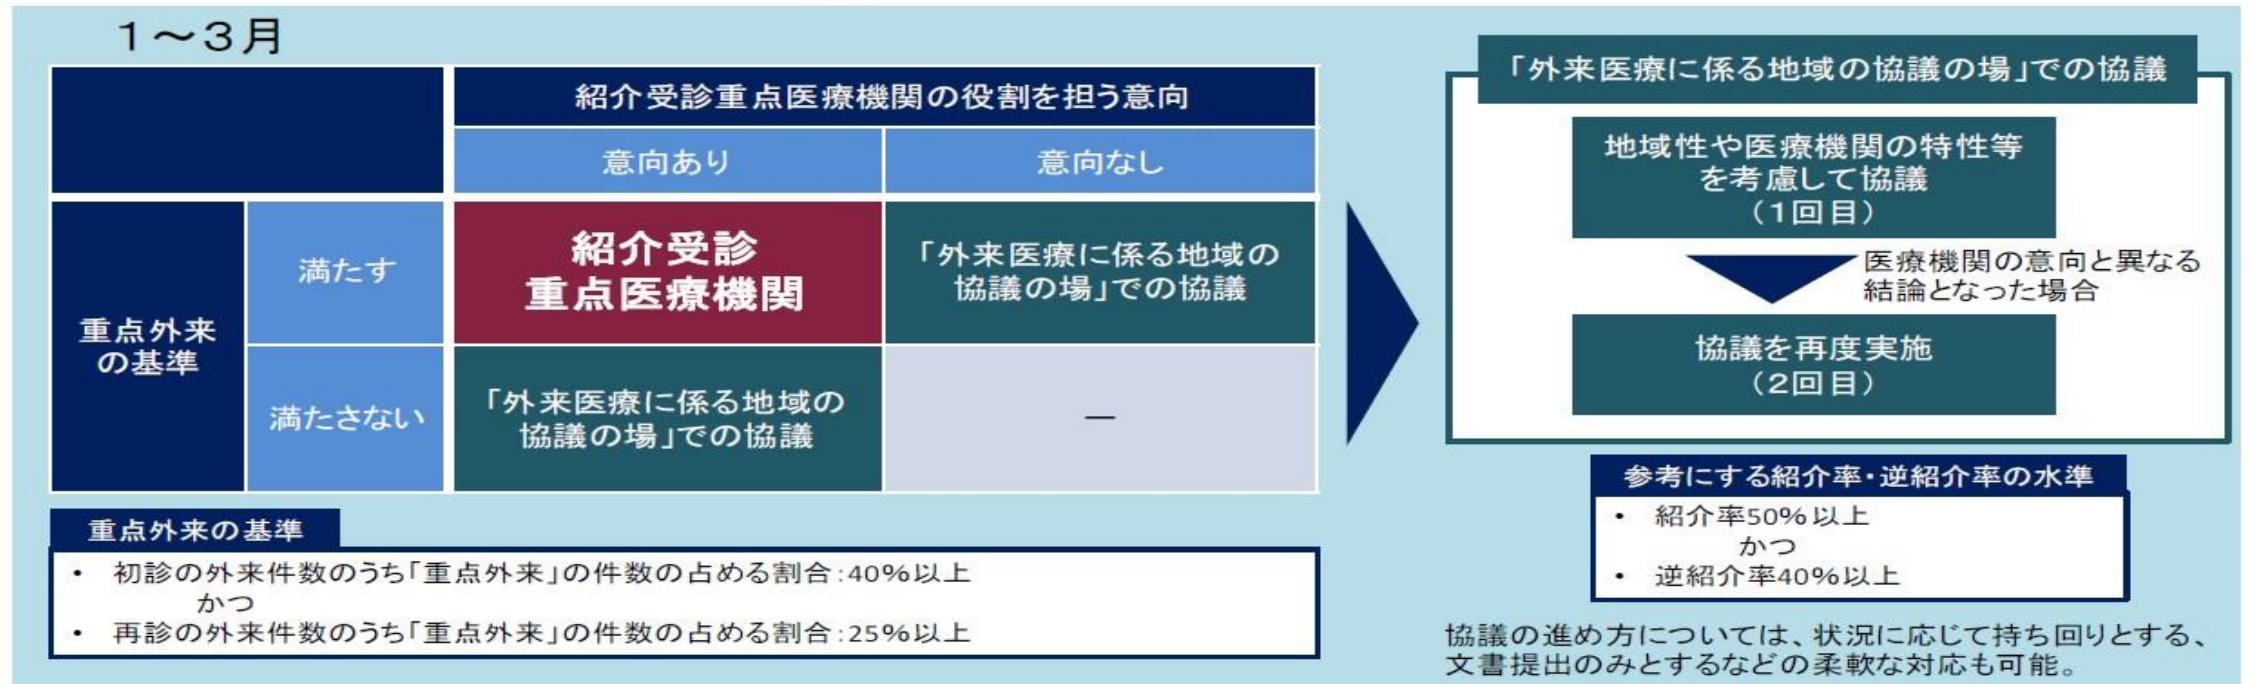 1～3月
紹介受診重点医療機関の役割を担う意向
意向あり
意向なし
重点外来
の基準
満たす
紹介受診
重点医療機関
「外来医療に係る地域の
協議の場」での協議
満たさない
「外来医療に係る地域の
協議の場」での協議
―
重点外来の基準
・ 初診の外来件数のうち「重点外来」の件数の占める割合:40%以上
かつ
・ 再診の外来件数のうち「重点外来」の件数の占める割合:25%以上
「外来医療に係る地域の協議の場」での協議
地域性や医療機関の特性等
を考慮して協議
（1回目）
医療機関の意向と異なる
結論となった場合
協議を再度実施
（2回目）
参考にする紹介率・逆紹介率の水準
・ 紹介率50%以上
かつ
・ 逆紹介率40%以上
協議の進め方については、状況に応じて持ち回りとする、
文書提出のみとするなどの柔軟な対応も可能。